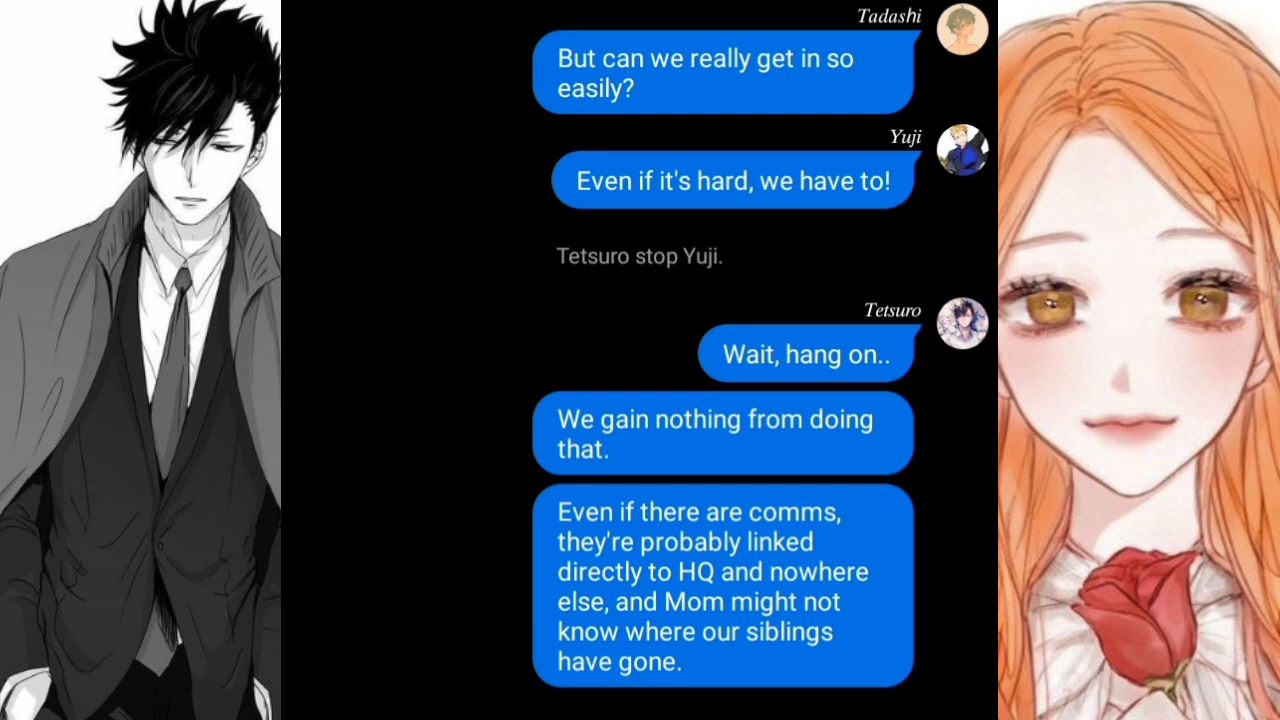 Tadashi
But can we really get in so
easily?
Yuji
Even if it's hard, we have to!
Tetsuro stop Yuji.
Tetsuro
Wait, hang on..
We gain nothing from doing
that.
Even if there are comms,
they're probably linked
directly to HQ and nowhere
else, and Mom might not
know where our siblings
have gone.